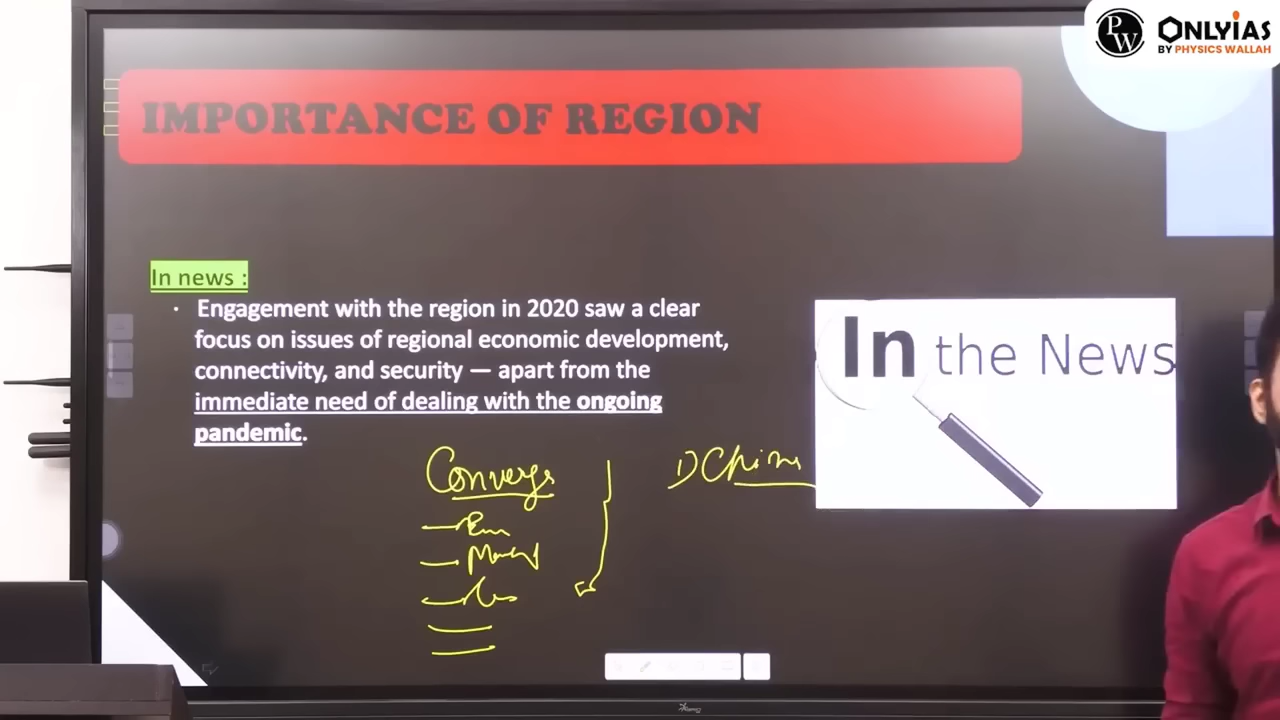 PW ONLYIAS
BY PHYSICS WALLAH
IMPORTANCE OF REGION
In news :
· Engagement with the region in 2020 saw a clear
focus on issues of regional economic development,
connectivity, and security — apart from the
immediate need of dealing with the ongoing
pandemic.
In the News
Converge
China